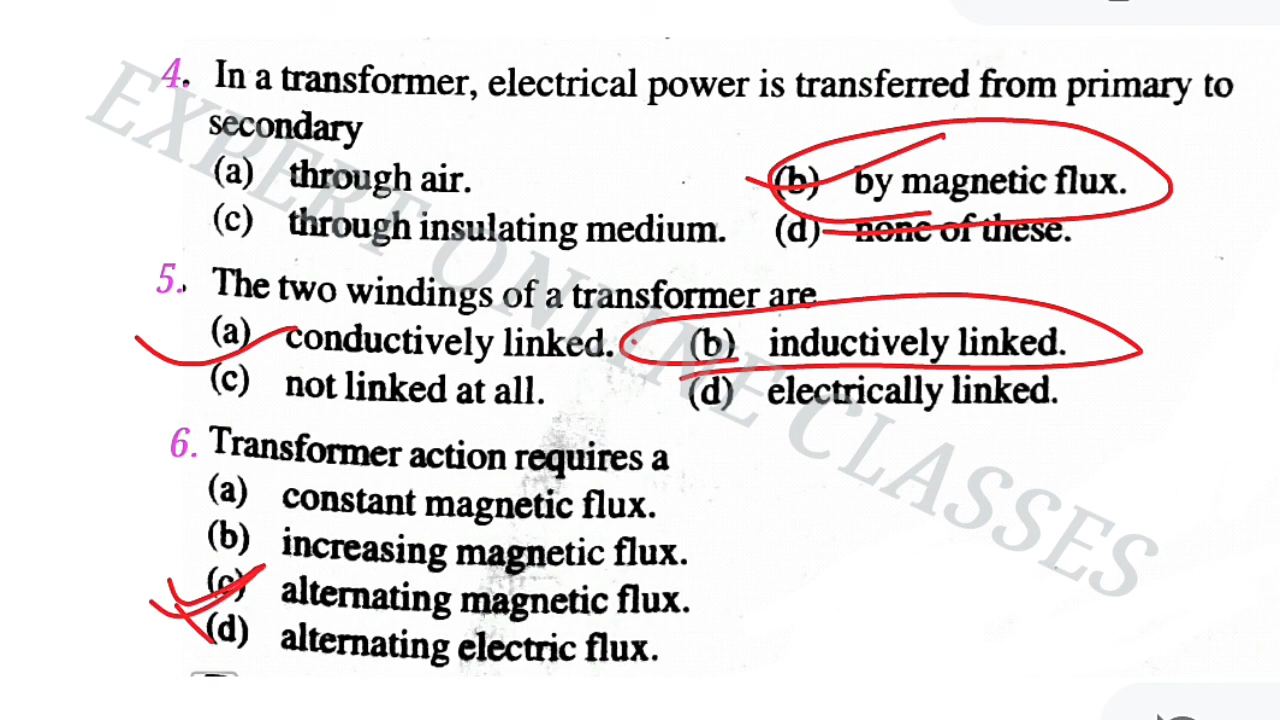 4. In a transformer, electrical power is transferred from primary to
secondary
(a) through air. (b) by magnetic flux.
(c) through insulating medium. (d) none of these.
5. The two windings of a transformer are
(a) conductively linked. (b) inductively linked.
(c) not linked at all. (d) electrically linked.
6. Transformer action requires a
(a) constant magnetic flux.
(b) increasing magnetic flux.
(c) alternating magnetic flux.
(d) alternating electric flux.
EXPERT ONLINE CLASSES